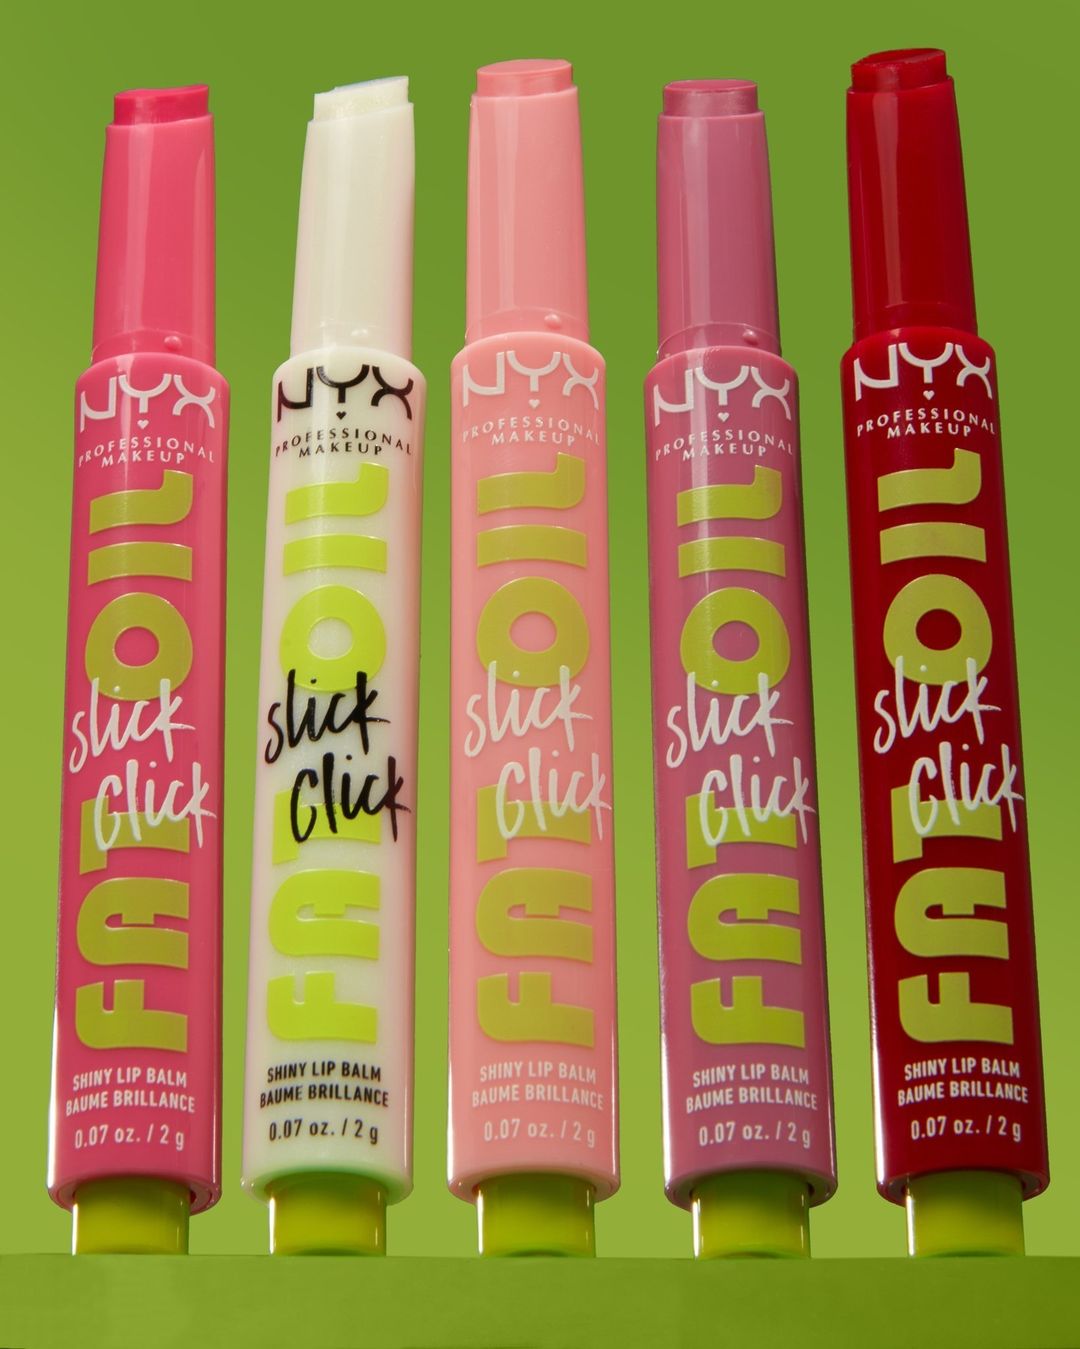 NYX
PROFESSIONAL
MAKEUP
FAT OIL
slick
click
SHINY LIP BALM
BAUME BRILLANCE
0.07 oz. / 2 g
NYX
PROFESSIONAL
MAKEUP
FAT OIL
slick
click
SHINY LIP BALM
BAUME BRILLANCE
0.07 oz. / 2 g
NYX
PROFESSIONAL
MAKEUP
FAT OIL
slick
click
SHINY LIP BALM
BAUME BRILLANCE
0.07 oz. / 2 g
NYX
PROFESSIONAL
MAKEUP
FAT OIL
slick
click
SHINY LIP BALM
BAUME BRILLANCE
0.07 oz. / 2 g
NYX
PROFESSIONAL
MAKEUP
FAT OIL
slick
click
SHINY LIP BALM
BAUME BRILLANCE
0.07 oz. / 2 g